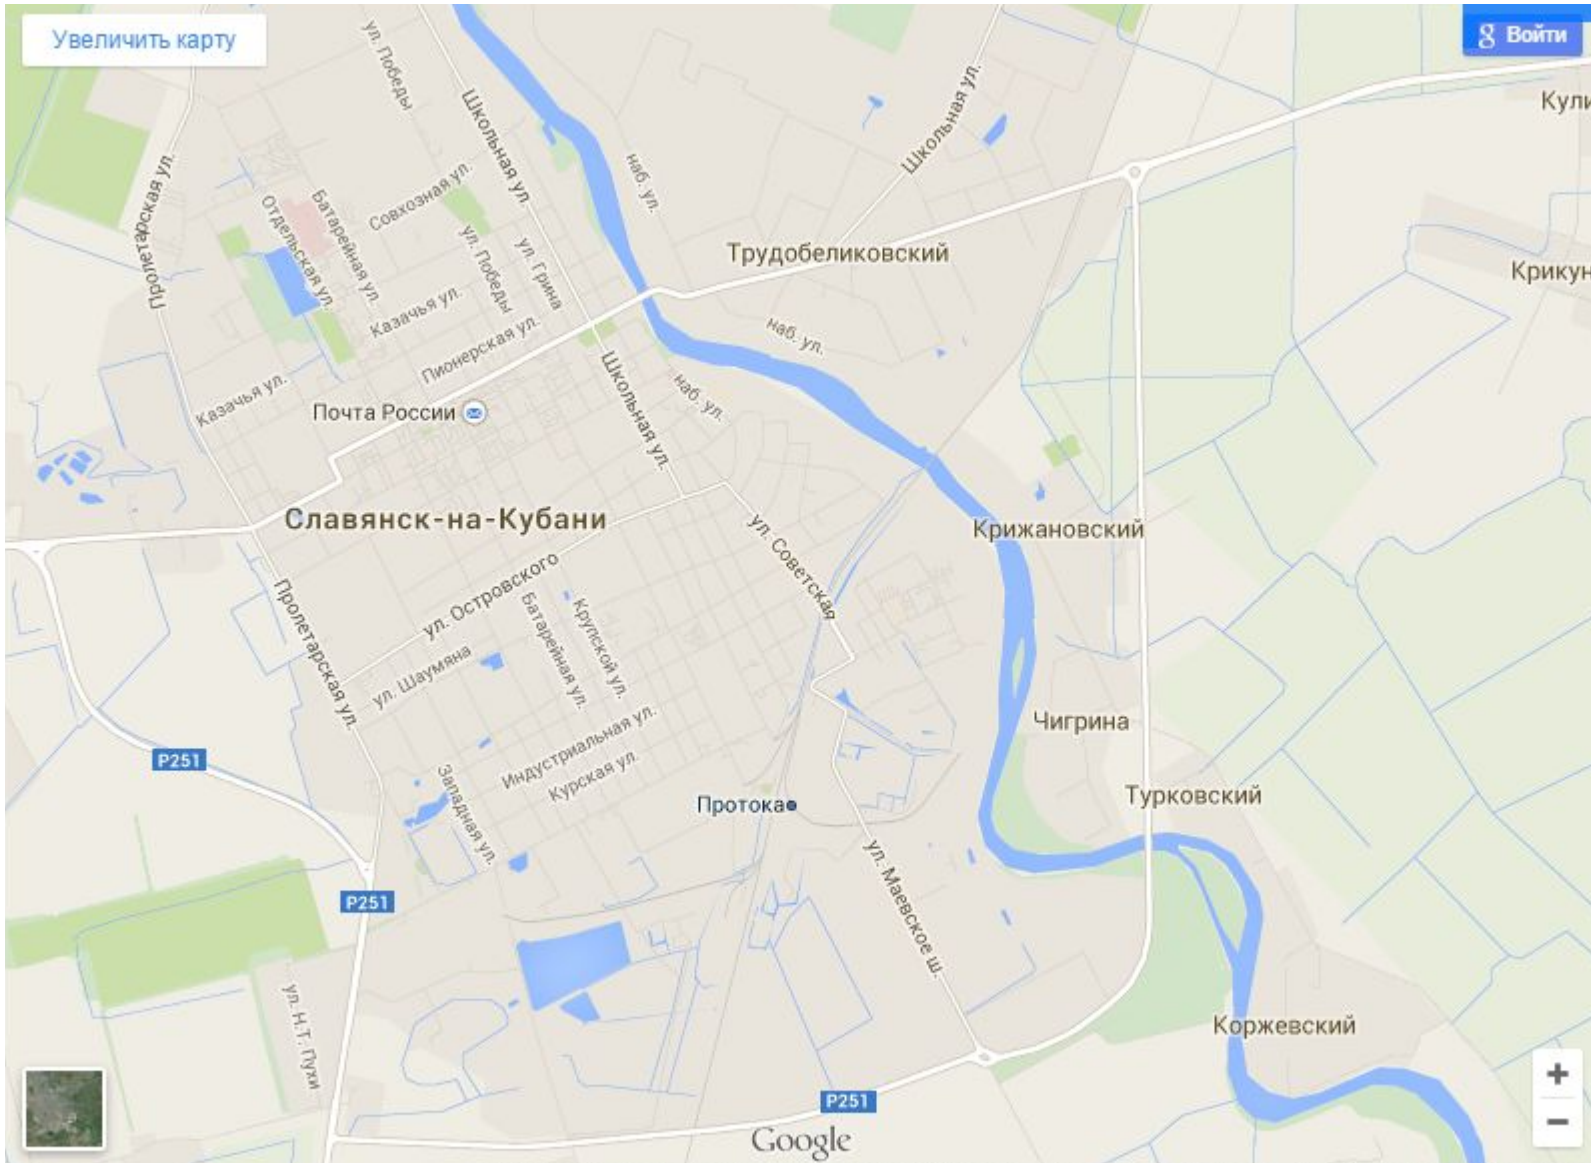 Увеличить карту
g Войти
ул. Победы
Школьная ул.
Школьная ул.
Кули
Пролетарская ул.
наб. ул.
Совхозная ул.
Батарейная ул.
Отдельская ул.
ул. Победы
ул. Грина
Трудобеликовский
Крикун
Казачья ул.
Пионерская ул.
наб. ул.
Казачья ул.
Школьная ул.
наб. ул.
Почта России
Славянск-на-Кубани
ул. Советская
Крижановский
ул. Островского
Пролетарская ул.
Батарейная ул.
Крупской ул.
ул. Шаумяна
Чигрина
Индустриальная ул.
Р251
Курская ул.
Западная ул.
Протока
Турковский
Р251
ул. Маевское ш.
ул. Н.Т. Пухи
Коржевский
Р251
+
−
Google